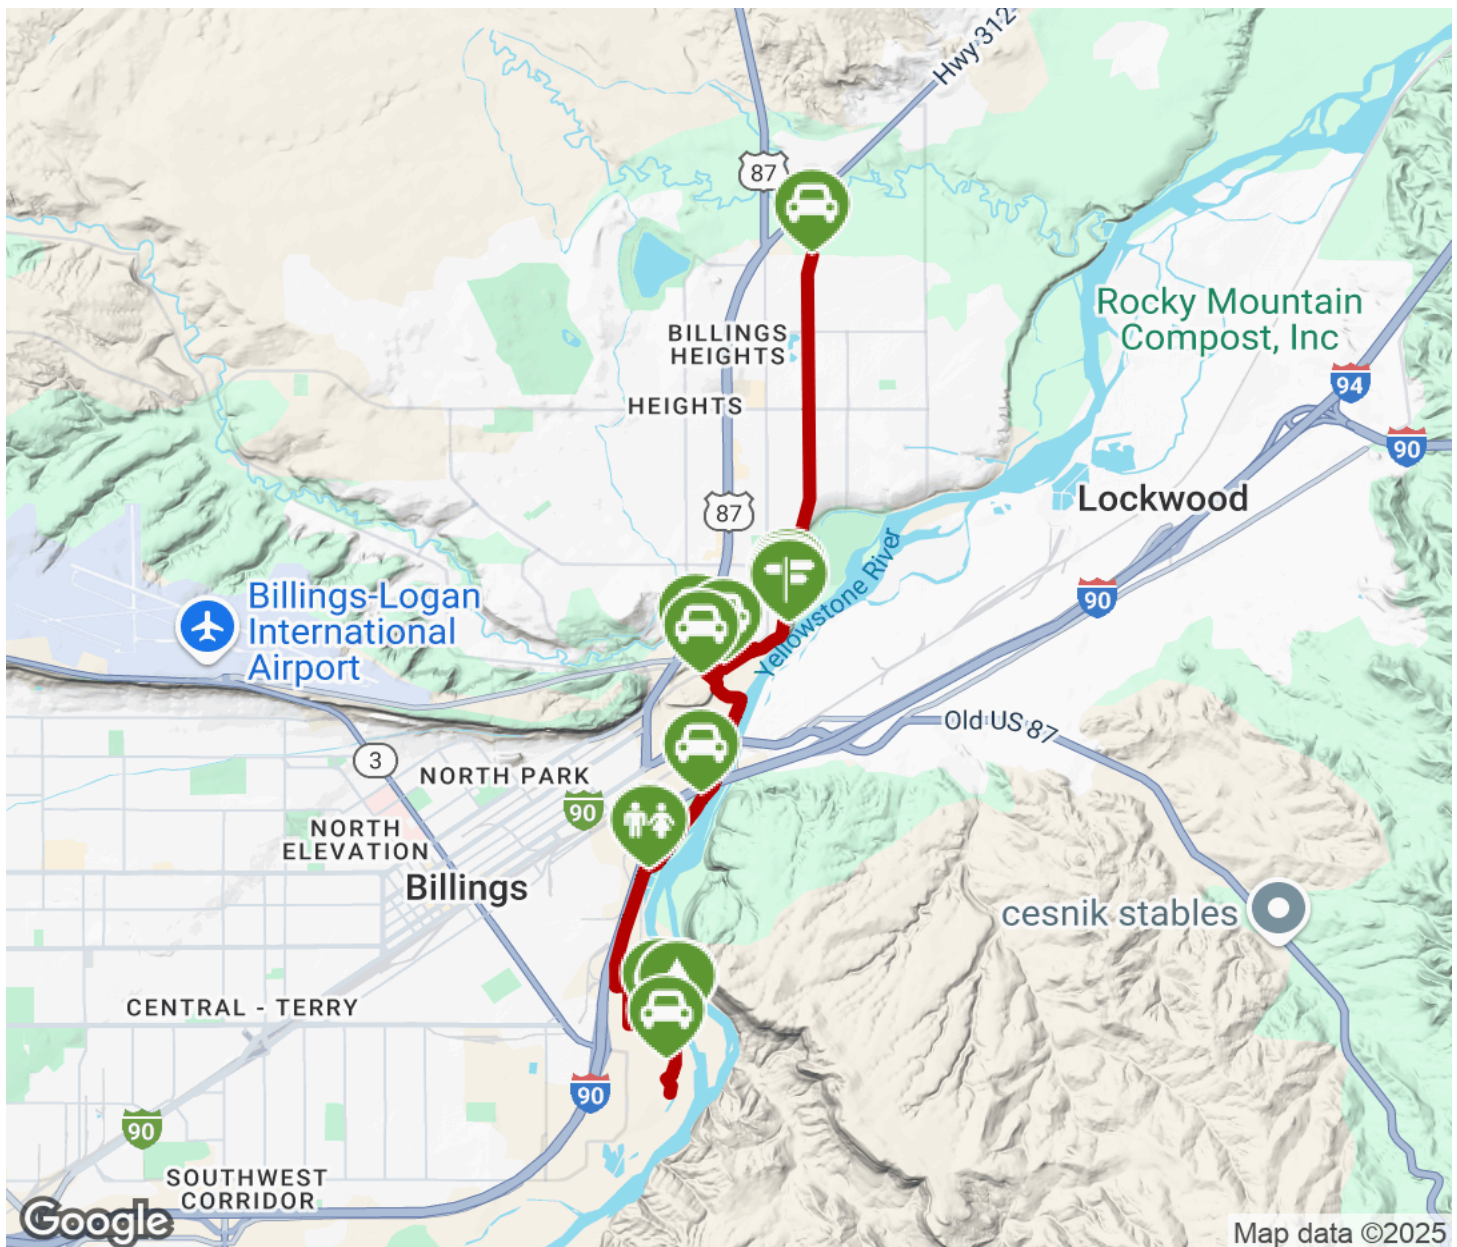 Hwy 312
87
BILLINGS
HEIGHTS
Rocky Mountain
Compost, Inc
94
HEIGHTS
90
87
Lockwood
Yellowstone River
Billings-Logan
International
Airport
90
Old US 87
3
NORTH PARK
90
NORTH
ELEVATION
Billings
cesnik stables
CENTRAL - TERRY
90
90
SOUTHWEST
CORRIDOR
Google
Map data ©2025